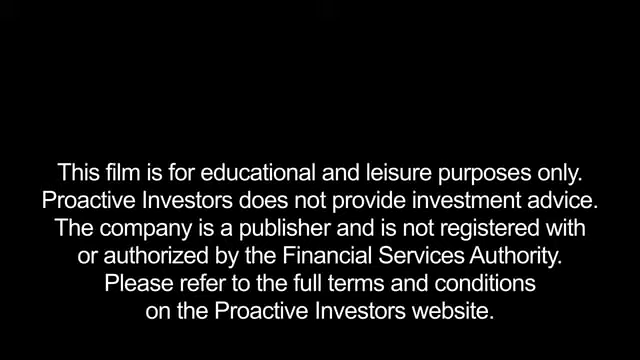 This film is for educational and leisure purposes only.
Proactive Investors does not provide investment advice.
The company is a publisher and is not registered with
or authorized by the Financial Services Authority.
Please refer to the full terms and conditions
on the Proactive Investors website.